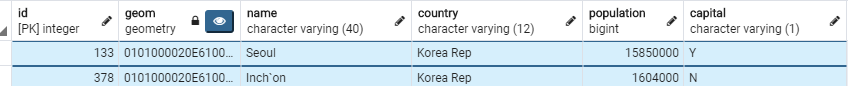 id geom name country population capital
[PK] integer geometry character varying (40) character varying (12) bigint character varying (1)
133 0101000020E6100... Seoul Korea Rep 15850000 Y
378 0101000020E6100... Inch`on Korea Rep 1604000 N